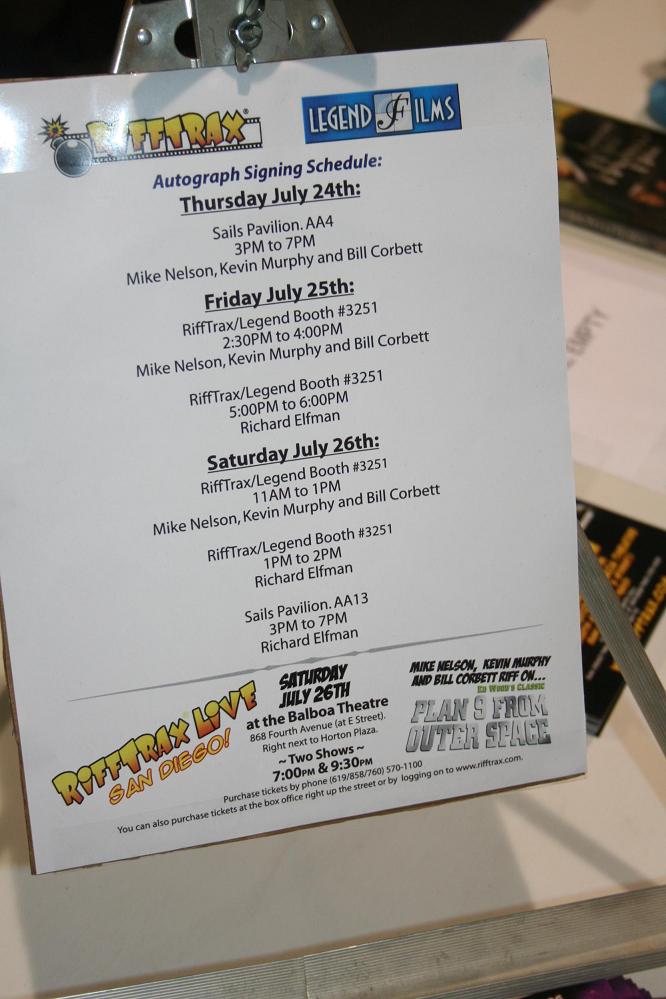 RIFFTRAX®
LEGEND FILMS
Autograph Signing Schedule:
Thursday July 24th:
Sails Pavilion. AA4
3PM to 7PM
Mike Nelson, Kevin Murphy and Bill Corbett
Friday July 25th:
RiffTrax/Legend Booth #3251
2:30PM to 4:00PM
Mike Nelson, Kevin Murphy and Bill Corbett
RiffTrax/Legend Booth #3251
5:00PM to 6:00PM
Richard Elfman
Saturday July 26th:
RiffTrax/Legend Booth #3251
11AM to 1PM
Mike Nelson, Kevin Murphy and Bill Corbett
RiffTrax/Legend Booth #3251
1PM to 2PM
Richard Elfman
Sails Pavilion. AA13
3PM to 7PM
Richard Elfman
RIFFTRAX LIVE
SAN DIEGO!
SATURDAY
JULY 26TH
at the Balboa Theatre
868 Fourth Avenue (at E Street).
Right next to Horton Plaza.
~ Two Shows ~
7:00PM & 9:30PM
MIKE NELSON, KEVIN MURPHY
AND BILL CORBETT RIFF ON...
ED WOOD'S CLASSIC
PLAN 9 FROM
OUTER SPACE
Purchase tickets by phone (619/858/760) 570-1100
You can also purchase tickets at the box office right up the street or by logging on to www.rifftrax.com.
EMPTY